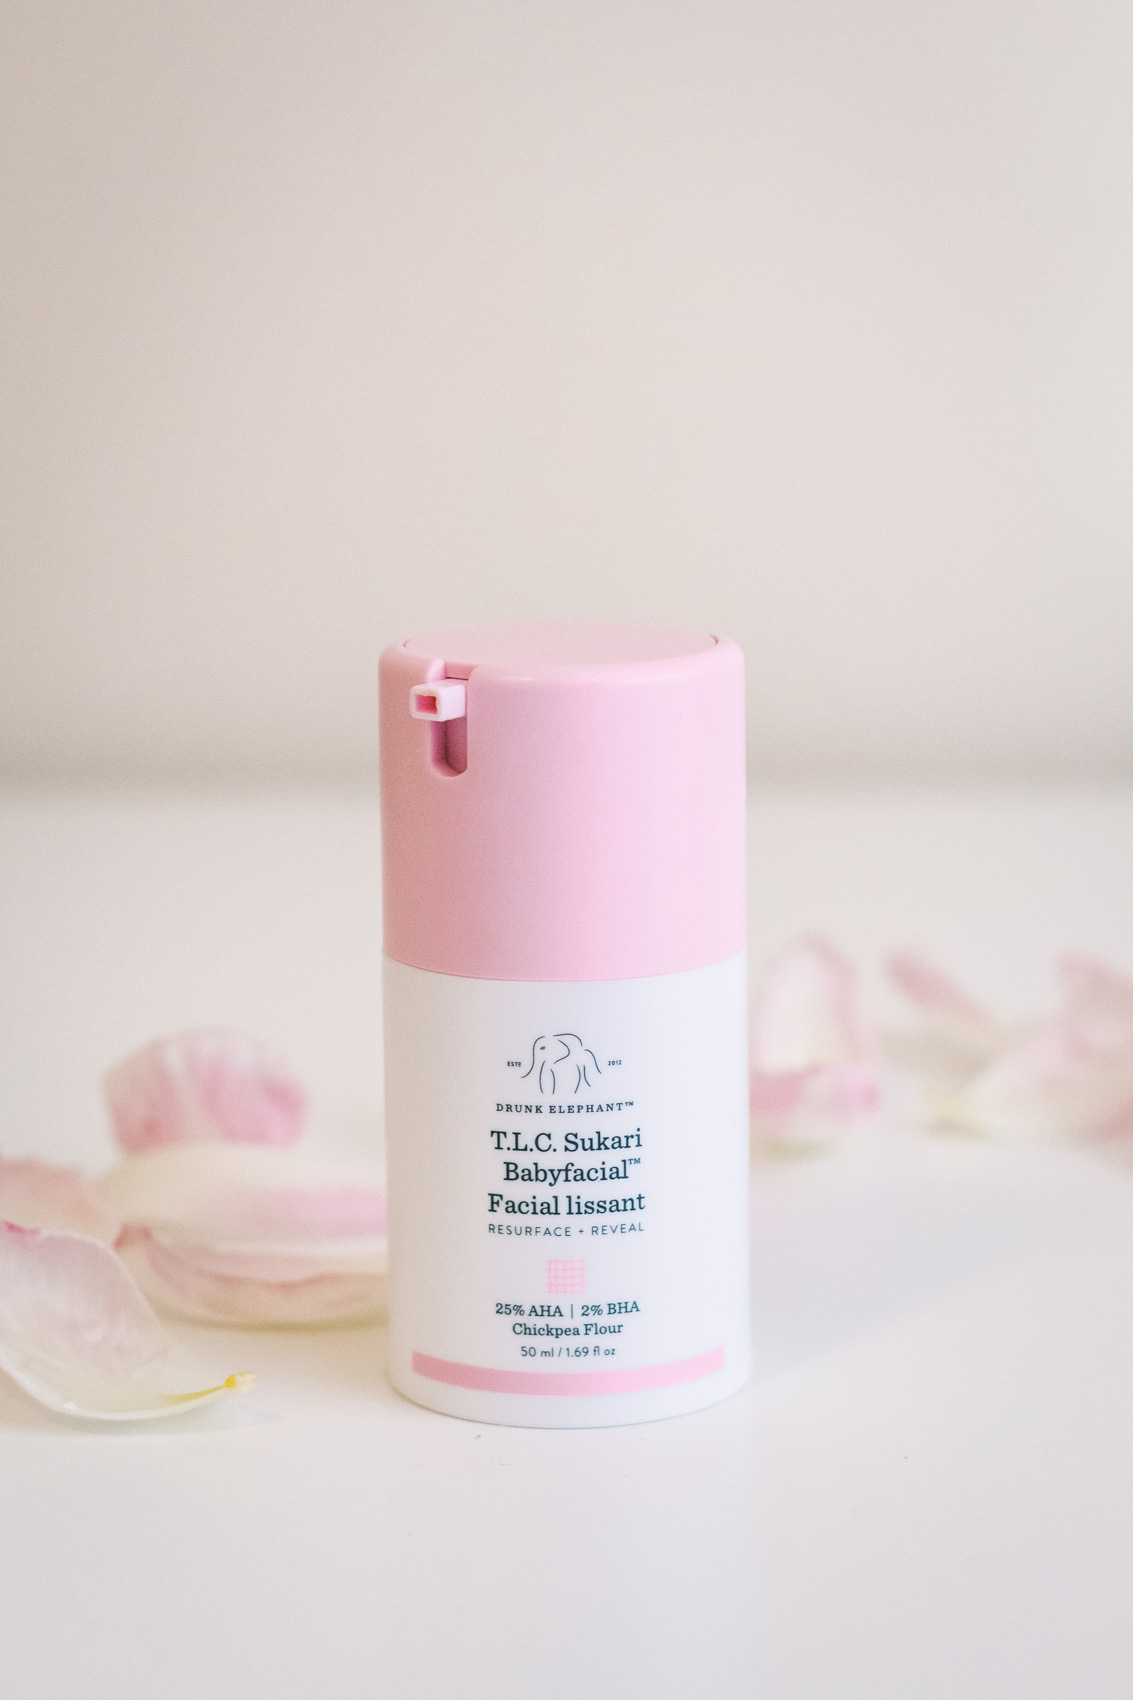 ESTD 2012
DRUNK ELEPHANT™
T.L.C. Sukari
Babyfacial™
Facial lissant
RESURFACE + REVEAL
25% AHA | 2% BHA
Chickpea Flour
50 ml / 1.69 fl oz